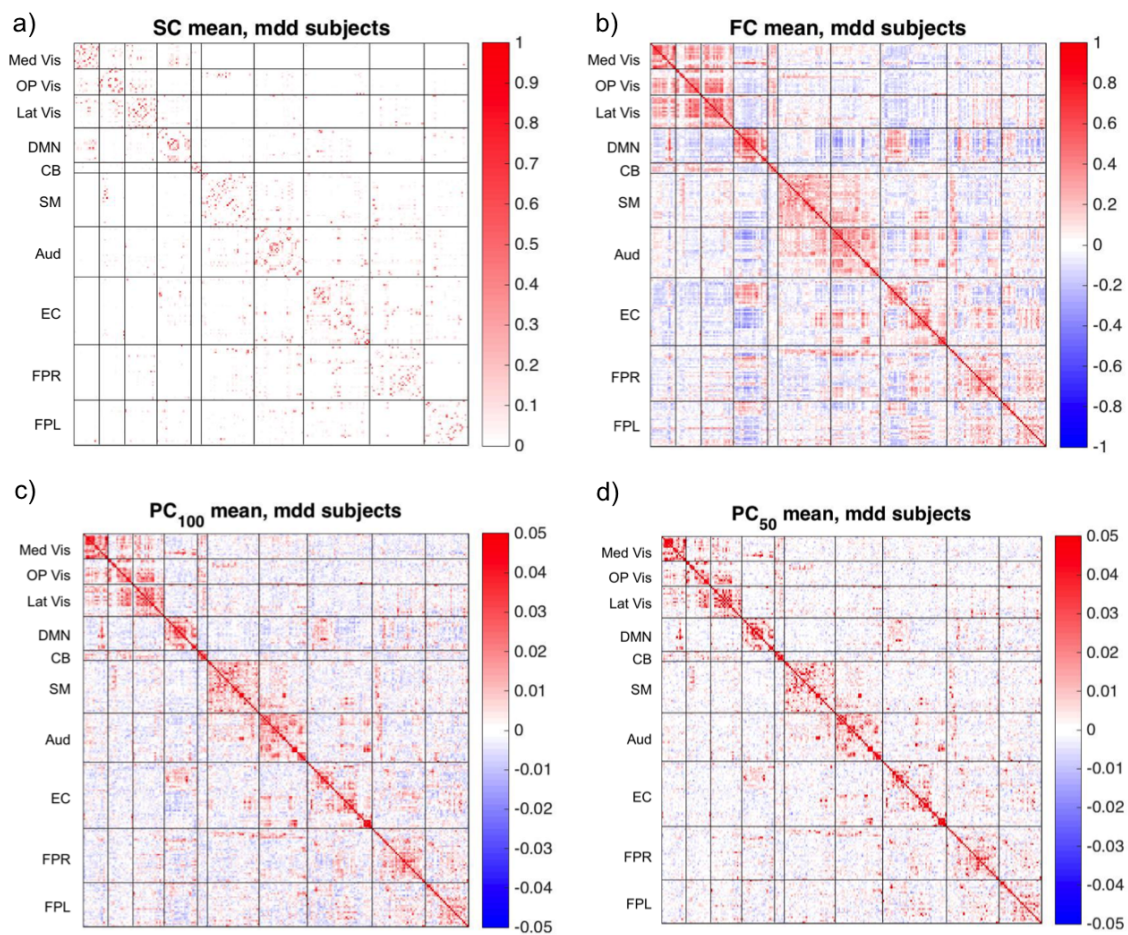 a)
SC mean, mdd subjects
Med Vis
OP Vis
Lat Vis
DMN
CB
SM
Aud
EC
FPR
FPL
1
0.9
0.8
0.7
0.6
0.5
0.4
0.3
0.2
0.1
0
b)
FC mean, mdd subjects
Med Vis
OP Vis
Lat Vis
DMN
CB
SM
Aud
EC
FPR
FPL
1
0.8
0.6
0.4
0.2
0
-0.2
-0.4
-0.6
-0.8
-1
c)
PC100 mean, mdd subjects
Med Vis
OP Vis
Lat Vis
DMN
CB
SM
Aud
EC
FPR
FPL
0.05
0.04
0.03
0.02
0.01
0
-0.01
-0.02
-0.03
-0.04
-0.05
d)
PC50 mean, mdd subjects
Med Vis
OP Vis
Lat Vis
DMN
CB
SM
Aud
EC
FPR
FPL
0.05
0.04
0.03
0.02
0.01
0
-0.01
-0.02
-0.03
-0.04
-0.05